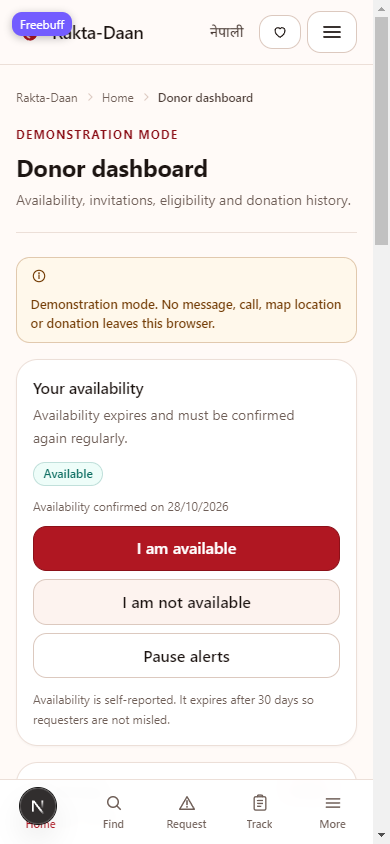 Freebuff
Rakta-Daan
नेपाली
Rakta-Daan
Home
Donor dashboard
DEMONSTRATION MODE
Donor dashboard
Availability, invitations, eligibility and donation history.
Demonstration mode. No message, call, map location
or donation leaves this browser.
Your availability
Availability expires and must be confirmed
again regularly.
Available
Availability confirmed on 28/10/2026
I am available
I am not available
Pause alerts
Availability is self-reported. It expires after 30 days so
requesters are not misled.
N
Home
Find
Request
Track
More